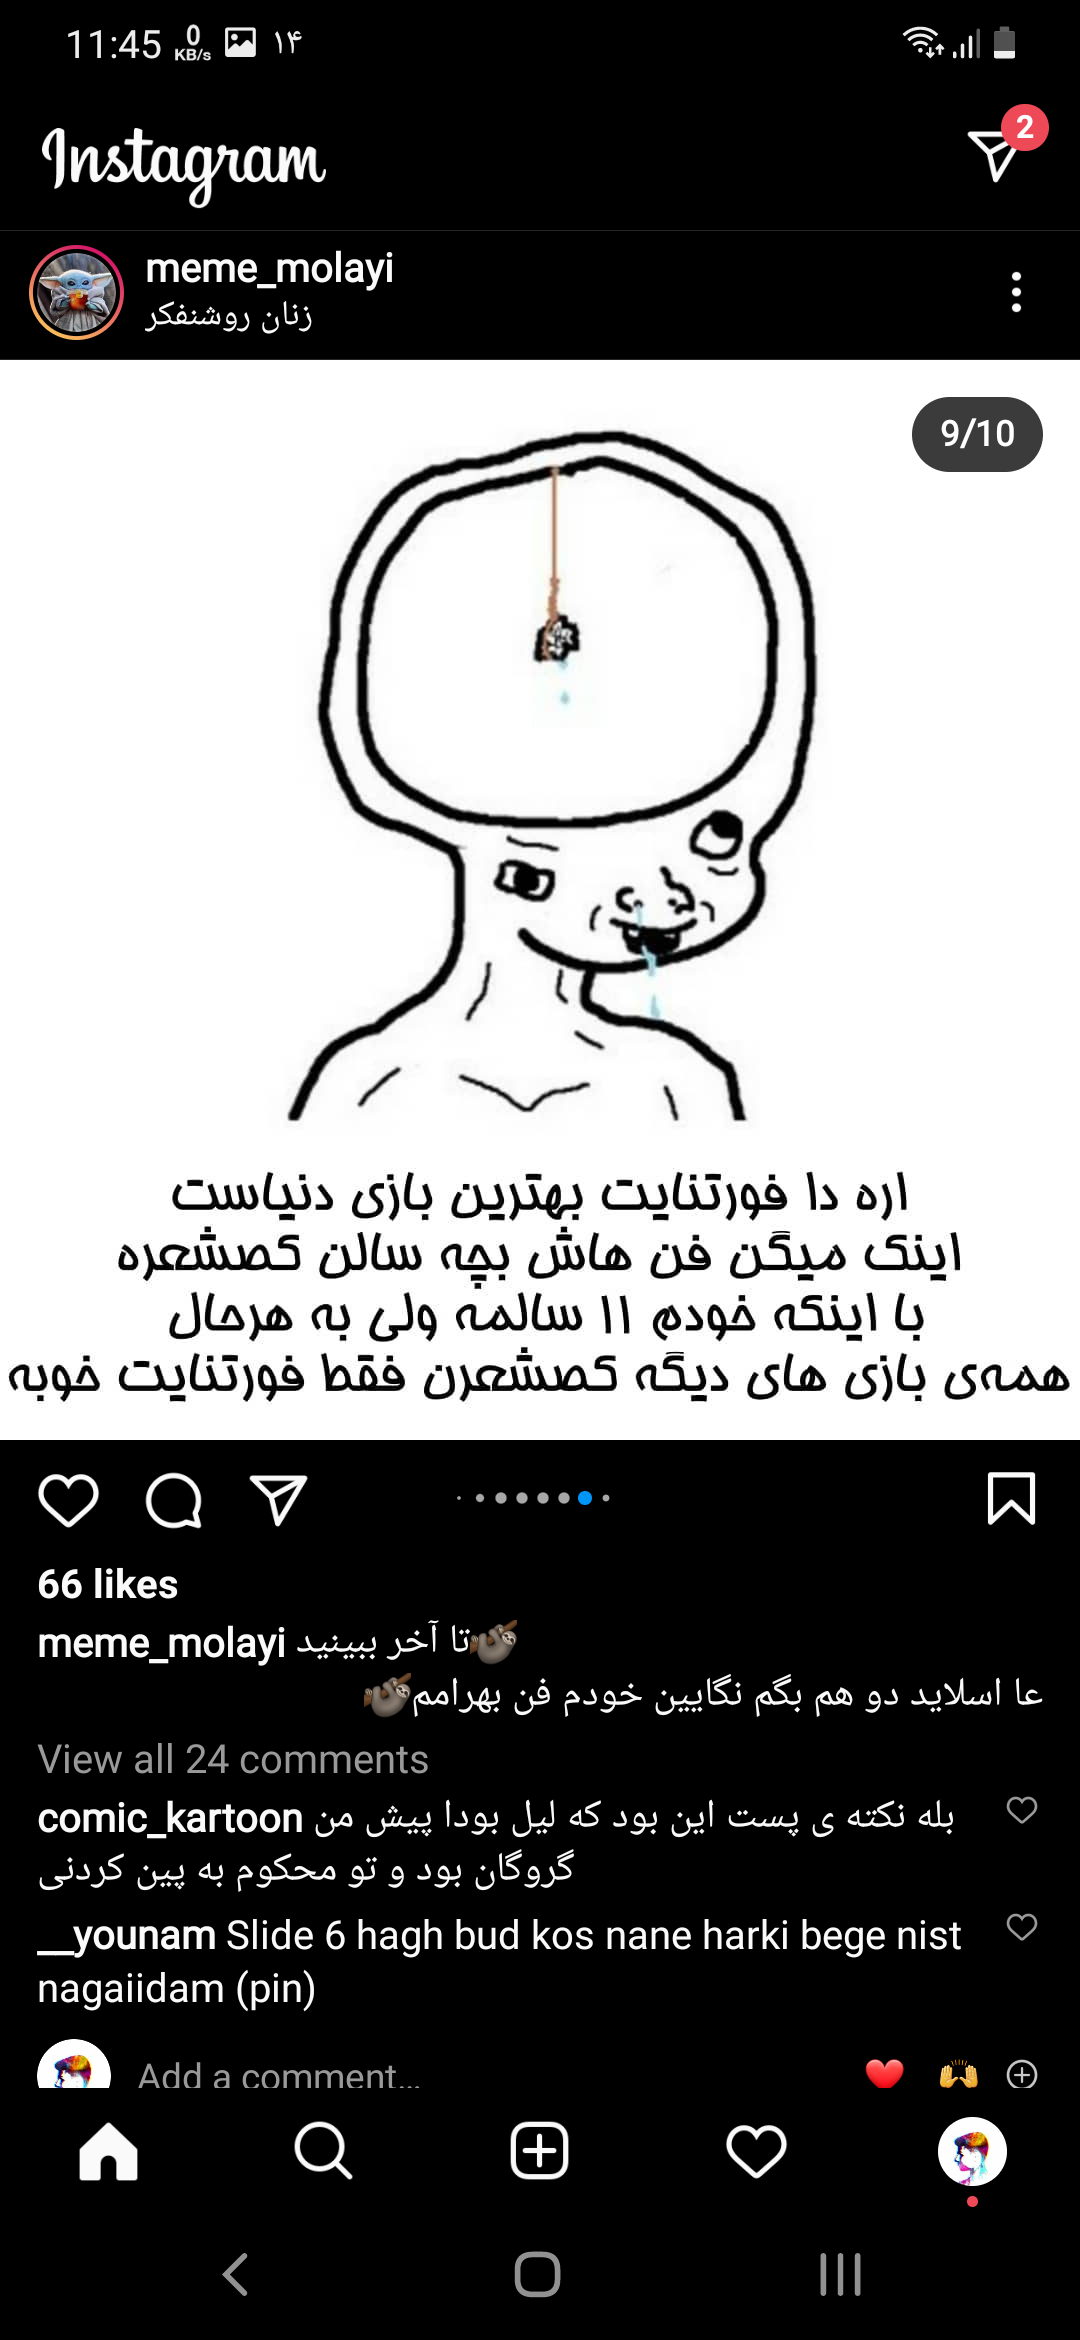 11:45 0 KB/s ۱۴
Instagram 2
meme_molayi
زنان روشنفکر
9/10
اره دا فورتنایت بهترین بازی دنیاست
اینک میگن فن هاش بچه سالن کصشعره
با اینکه خودم ۱۱ سالمه ولی به هرحال
همه‌ی بازی های دیگه کصشعرن فقط فورتنایت خوبه
66 likes
meme_molayi تا آخر ببینید🦥
عا اسلاید دو هم بگم نگایین خودم فن بهرامم🦥
View all 24 comments
comic_kartoon بله نکته ی پست این بود که لیل بودا پیش من
گروگان بود و تو محکوم به پین کردنی
__younam Slide 6 hagh bud kos nane harki bege nist
nagaiidam (pin)
Add a comment...